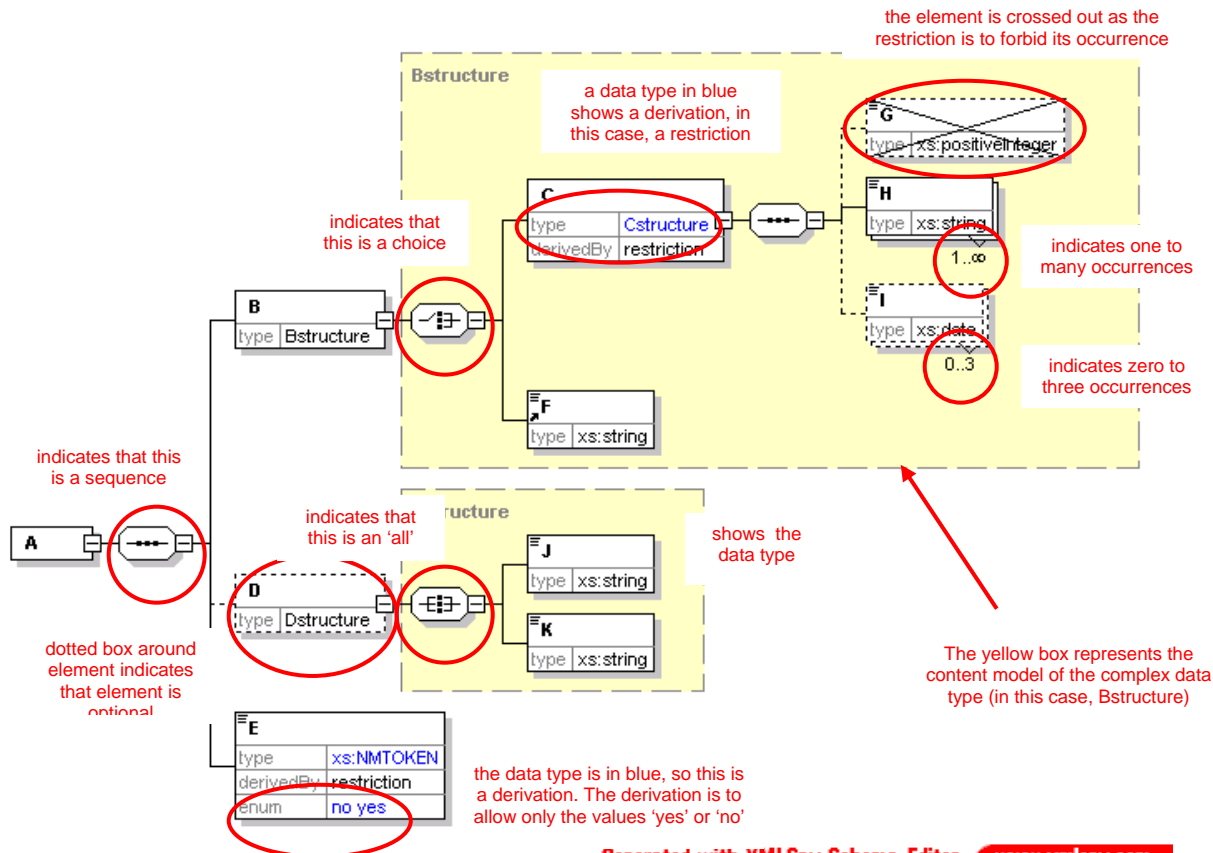 the element is crossed out as the
restriction is to forbid its occurrence
Bstructure
a data type in blue
shows a derivation, in
this case, a restriction
G
type xs:positiveInteger
C
type Cstructure
derivedBy restriction
H
type xs:string
1..∞
indicates one to
many occurrences
indicates that
this is a choice
B
type Bstructure
I
type xs:date
0..3
indicates zero to
three occurrences
F
type xs:string
indicates that this
is a sequence
A
indicates that
this is an ‘all’
ructure
shows the
data type
J
type xs:string
D
type Dstructure
K
type xs:string
dotted box around
element indicates
that element is
optional
The yellow box represents the
content model of the complex data
type (in this case, Bstructure)
E
type xs:NMTOKEN
derivedBy restriction
enum no yes
the data type is in blue, so this is
a derivation. The derivation is to
allow only the values ‘yes’ or ‘no’
Generated with XMLSpy Schema Editor